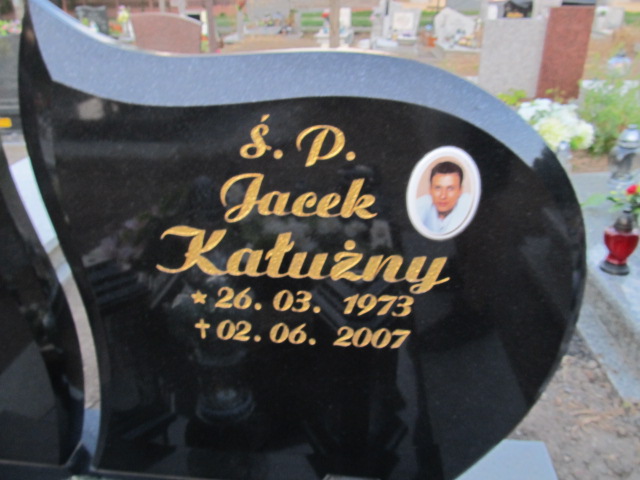 Ś. P.
Jacek
Kałużny
* 26. 03. 1973
✝ 02. 06. 2007